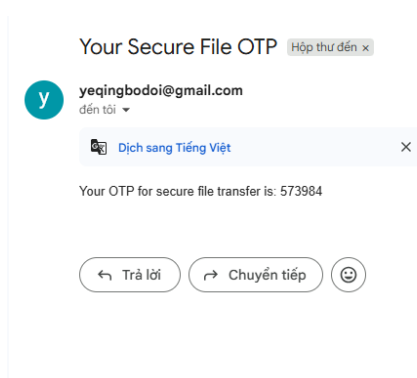 Your Secure File OTP Hộp thư đến ×
y
yeqingbodoi@gmail.com
đến tôi
Dịch sang Tiếng Việt
Your OTP for secure file transfer is: 573984
Trả lời Chuyển tiếp